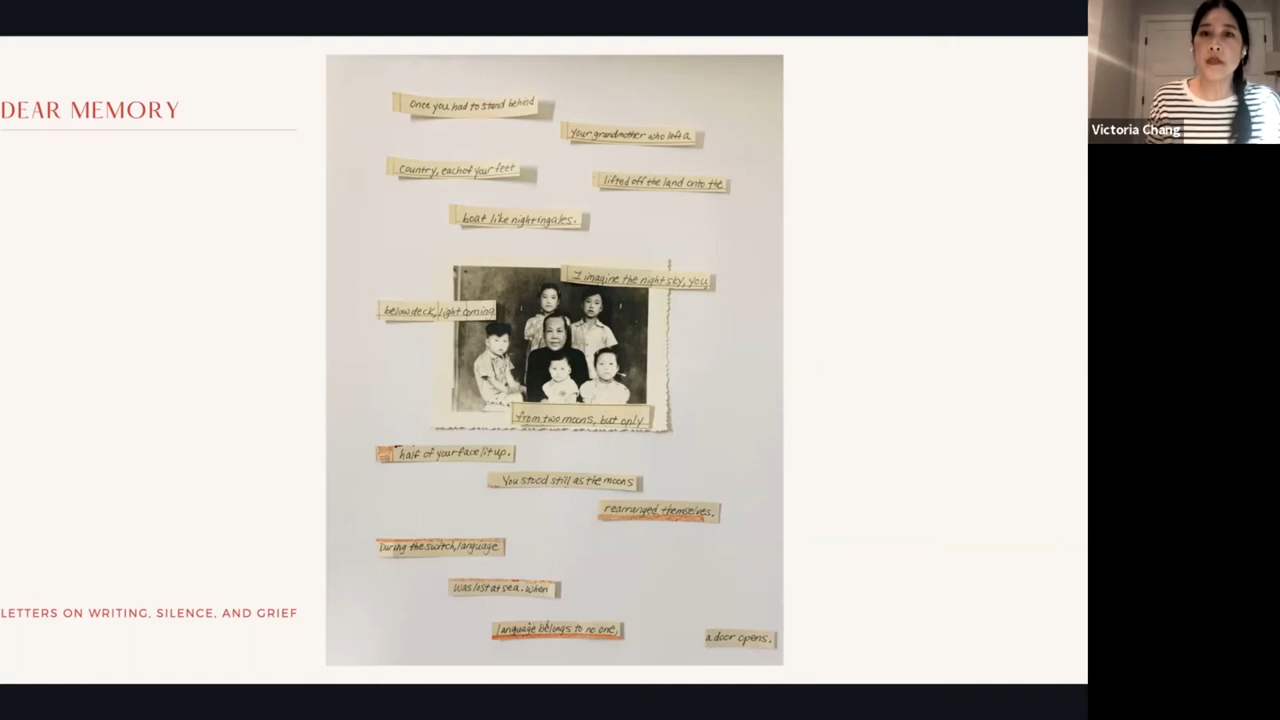 DEAR MEMORY
Once you had to stand behind
your grandmother who left a
country, each of your feet
lifted off the land onto the
boat like nightingales.
I imagine the night sky, you
below deck, light coming
from two moons, but only
half of your face lit up.
You stood still as the moons
rearranged themselves.
During the switch, language
was lost at sea. When
language belongs to no one,
a door opens.
LETTERS ON WRITING, SILENCE, AND GRIEF
Victoria Chang